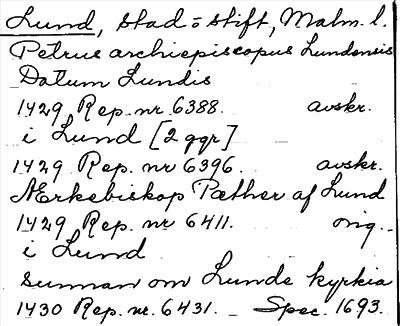 Lund, stad o stift, Malm. l.
Petrus archiepiscopus Lundensis
Datum Lundis
1429 Rep. nr 6388. avskr.
i Lund [2 ggr]
1429 Rep. nr 6396 avskr.
Ærkebiskop Pæther af Lund
1429 Rep. nr 6411. orig.
i Lund
sunnan om Lunde kyrkia
1430 Rep. nr. 6431. Spec. 1693.